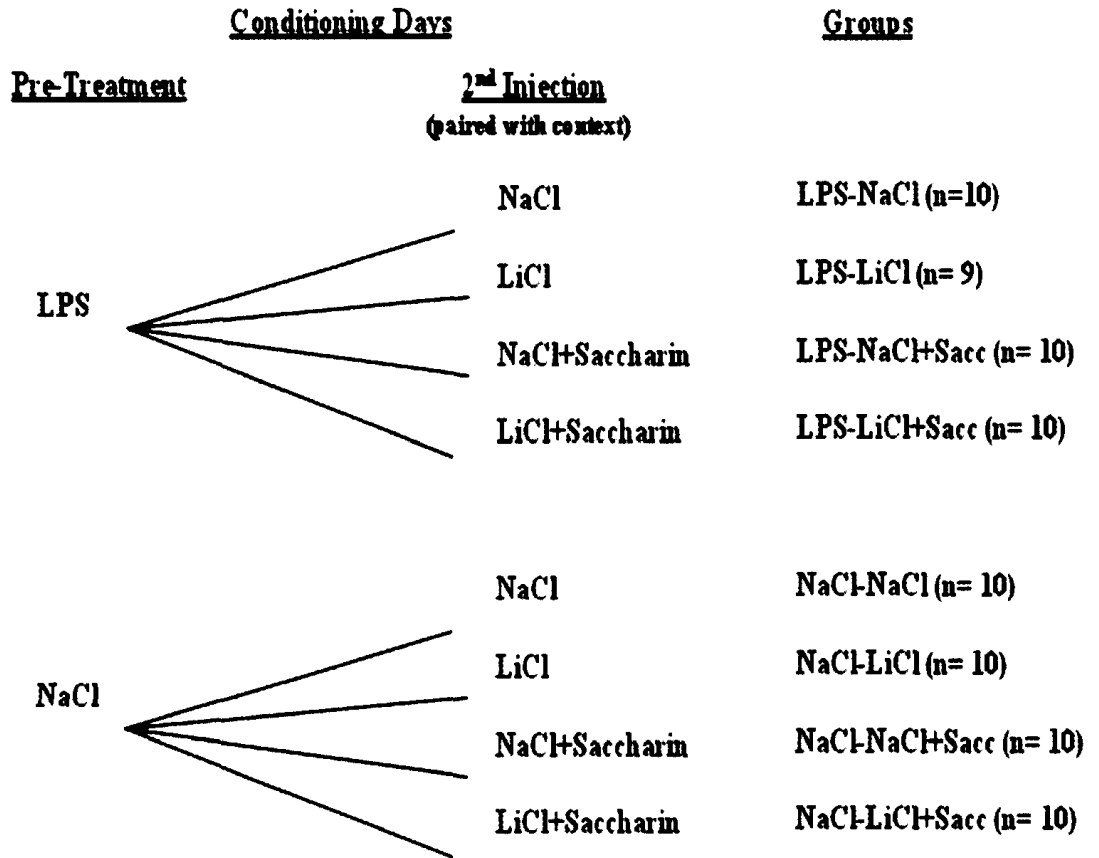 Conditioning Days Groups
Pre-Treatment 2nd Injection
(paired with context)
NaCl LPS-NaCl (n=10)
LiCl LPS-LiCl (n= 9)
LPS
NaCl+Saccharin LPS-NaCl+Sacc (n= 10)
LiCl+Saccharin LPS-LiCl+Sacc (n= 10)
NaCl NaCl-NaCl (n= 10)
LiCl NaCl-LiCl (n= 10)
NaCl
NaCl+Saccharin NaCl-NaCl+Sacc (n= 10)
LiCl+Saccharin NaCl-LiCl+Sacc (n= 10)